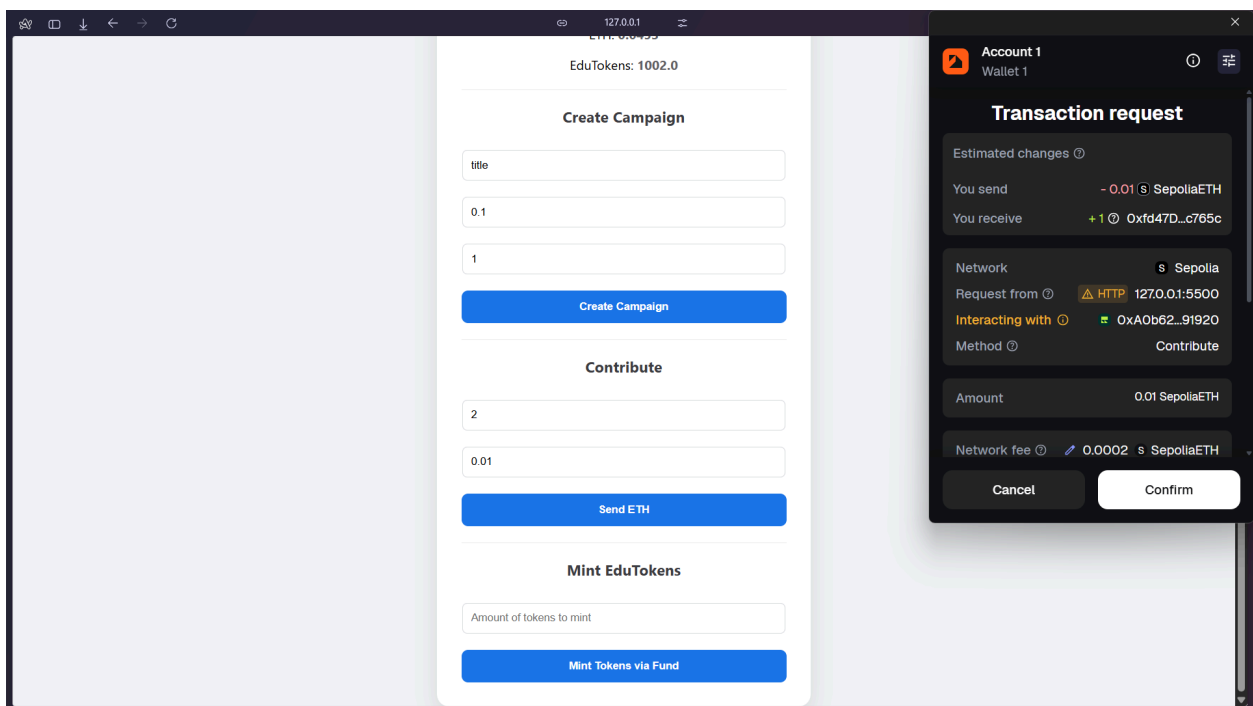 127.0.0.1
EduTokens: 1002.0
Create Campaign
title
0.1
1
Create Campaign
Contribute
2
0.01
Send ETH
Mint EduTokens
Amount of tokens to mint
Mint Tokens via Fund
Account 1
Wallet 1
Transaction request
Estimated changes
You send - 0.01 S SepoliaETH
You receive + 1 0xfd47D...c765c
Network S Sepolia
Request from HTTP 127.0.0.1:5500
Interacting with 0xA0b62...91920
Method Contribute
Amount 0.01 SepoliaETH
Network fee 0.0002 S SepoliaETH
Cancel Confirm